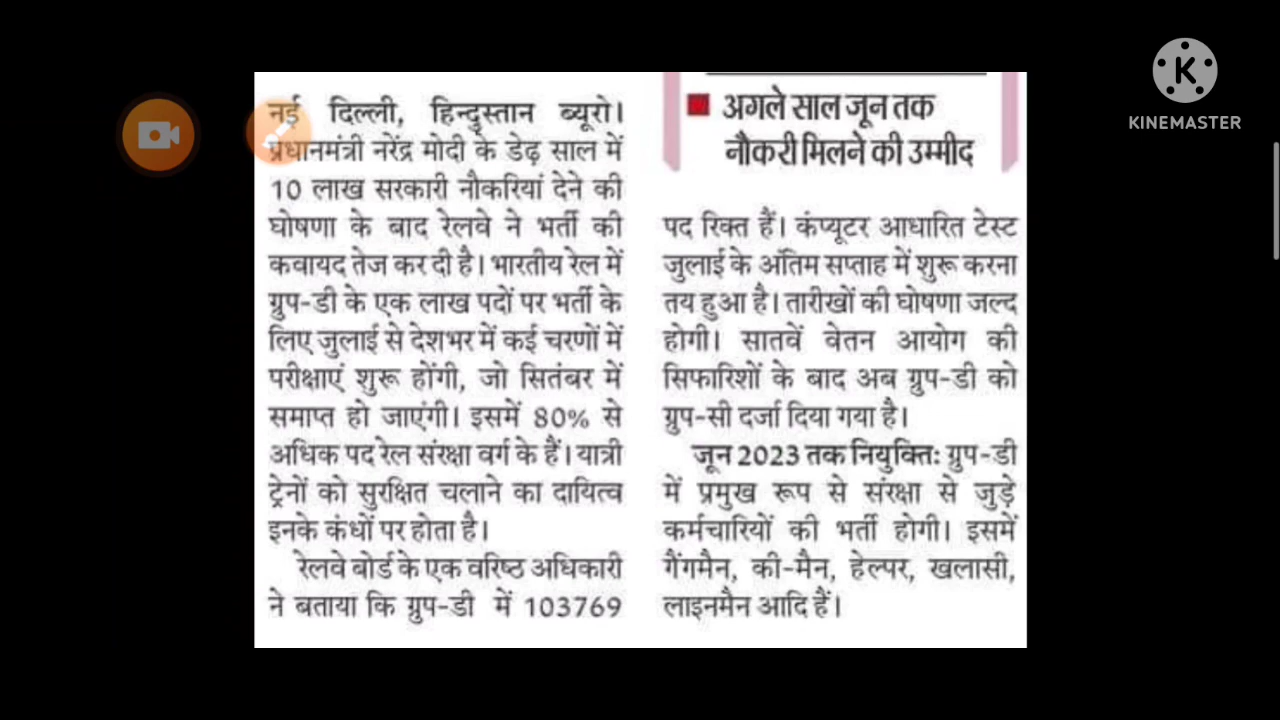 नई दिल्ली, हिन्दुस्तान ब्यूरो।
प्रधानमंत्री नरेंद्र मोदी के डेढ़ साल में
10 लाख सरकारी नौकरियां देने की
घोषणा के बाद रेलवे ने भर्ती की
कवायद तेज कर दी है। भारतीय रेल में
ग्रुप-डी के एक लाख पदों पर भर्ती के
लिए जुलाई से देशभर में कई चरणों में
परीक्षाएं शुरू होंगी, जो सितंबर में
समाप्त हो जाएंगी। इसमें 80% से
अधिक पद रेल संरक्षा वर्ग के हैं। यात्री
ट्रेनों को सुरक्षित चलाने का दायित्व
इनके कंधों पर होता है।
रेलवे बोर्ड के एक वरिष्ठ अधिकारी
ने बताया कि ग्रुप-डी में 103769
■ अगले साल जून तक
नौकरी मिलने की उम्मीद
पद रिक्त हैं। कंप्यूटर आधारित टेस्ट
जुलाई के अंतिम सप्ताह में शुरू करना
तय हुआ है। तारीखों की घोषणा जल्द
होगी। सातवें वेतन आयोग की
सिफारिशों के बाद अब ग्रुप-डी को
ग्रुप-सी दर्जा दिया गया है।
जून 2023 तक नियुक्ति: ग्रुप-डी
में प्रमुख रूप से संरक्षा से जुड़े
कर्मचारियों की भर्ती होगी। इसमें
गैंगमैन, की-मैन, हेल्पर, खलासी,
लाइनमैन आदि हैं।
K
KINEMASTER